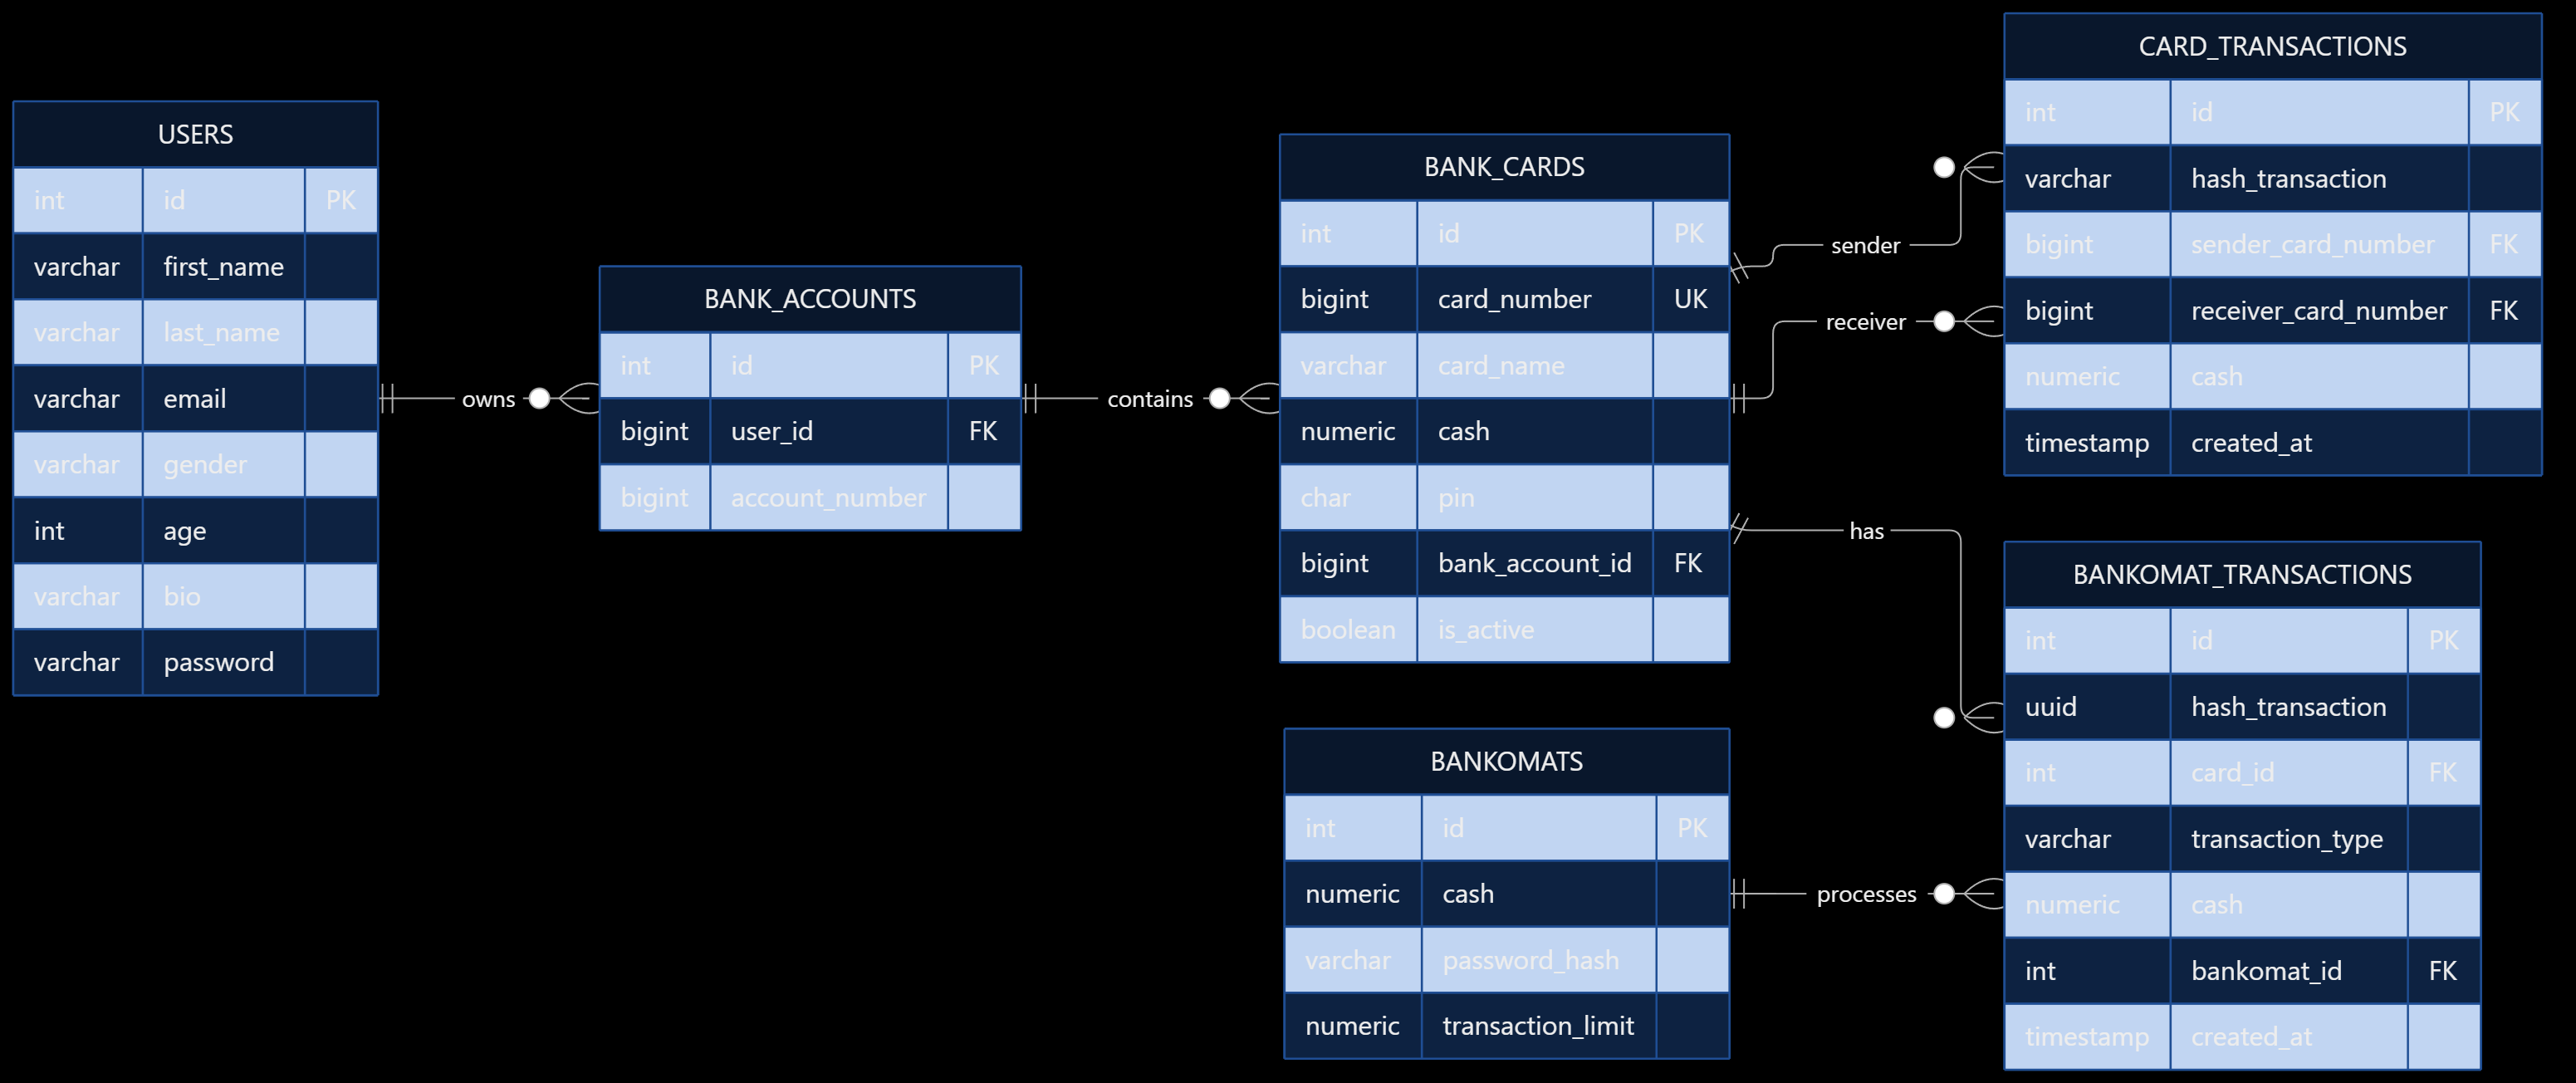 USERS
int id PK
varchar first_name
varchar last_name
varchar email
varchar gender
int age
varchar bio
varchar password
owns
BANK_ACCOUNTS
int id PK
bigint user_id FK
bigint account_number
contains
BANK_CARDS
int id PK
bigint card_number UK
varchar card_name
numeric cash
char pin
bigint bank_account_id FK
boolean is_active
sender
receiver
has
CARD_TRANSACTIONS
int id PK
varchar hash_transaction
bigint sender_card_number FK
bigint receiver_card_number FK
numeric cash
timestamp created_at
BANKOMATS
int id PK
numeric cash
varchar password_hash
numeric transaction_limit
processes
BANKOMAT_TRANSACTIONS
int id PK
uuid hash_transaction
int card_id FK
varchar transaction_type
numeric cash
int bankomat_id FK
timestamp created_at